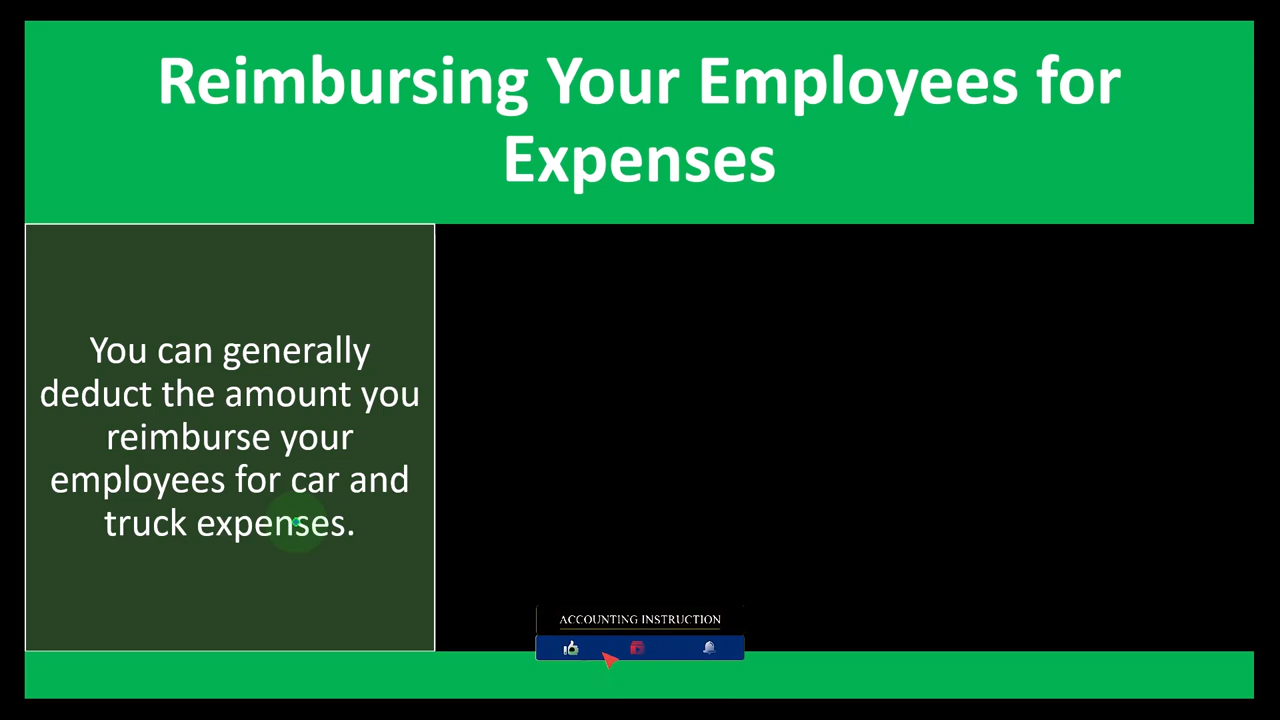 Reimbursing Your Employees for
Expenses
You can generally
deduct the amount you
reimburse your
employees for car and
truck expenses.
ACCOUNTING INSTRUCTION